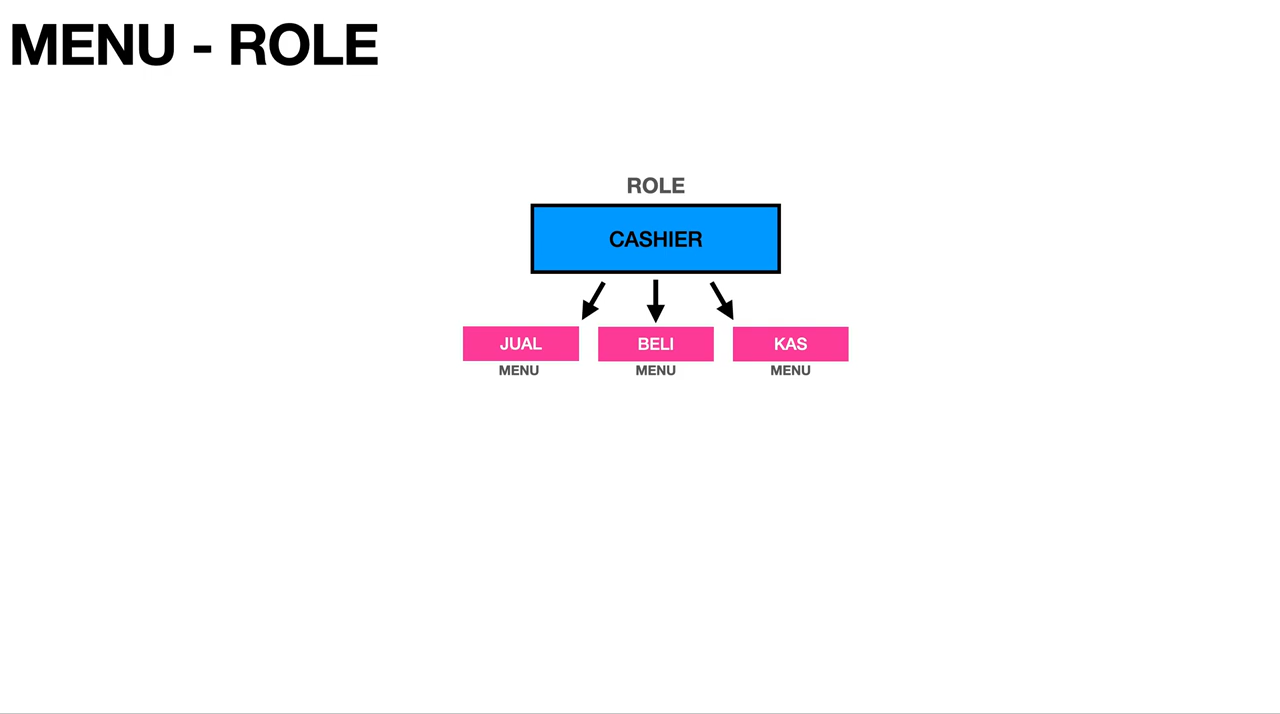 MENU - ROLE
ROLE
CASHIER
JUAL BELI KAS
MENU MENU MENU